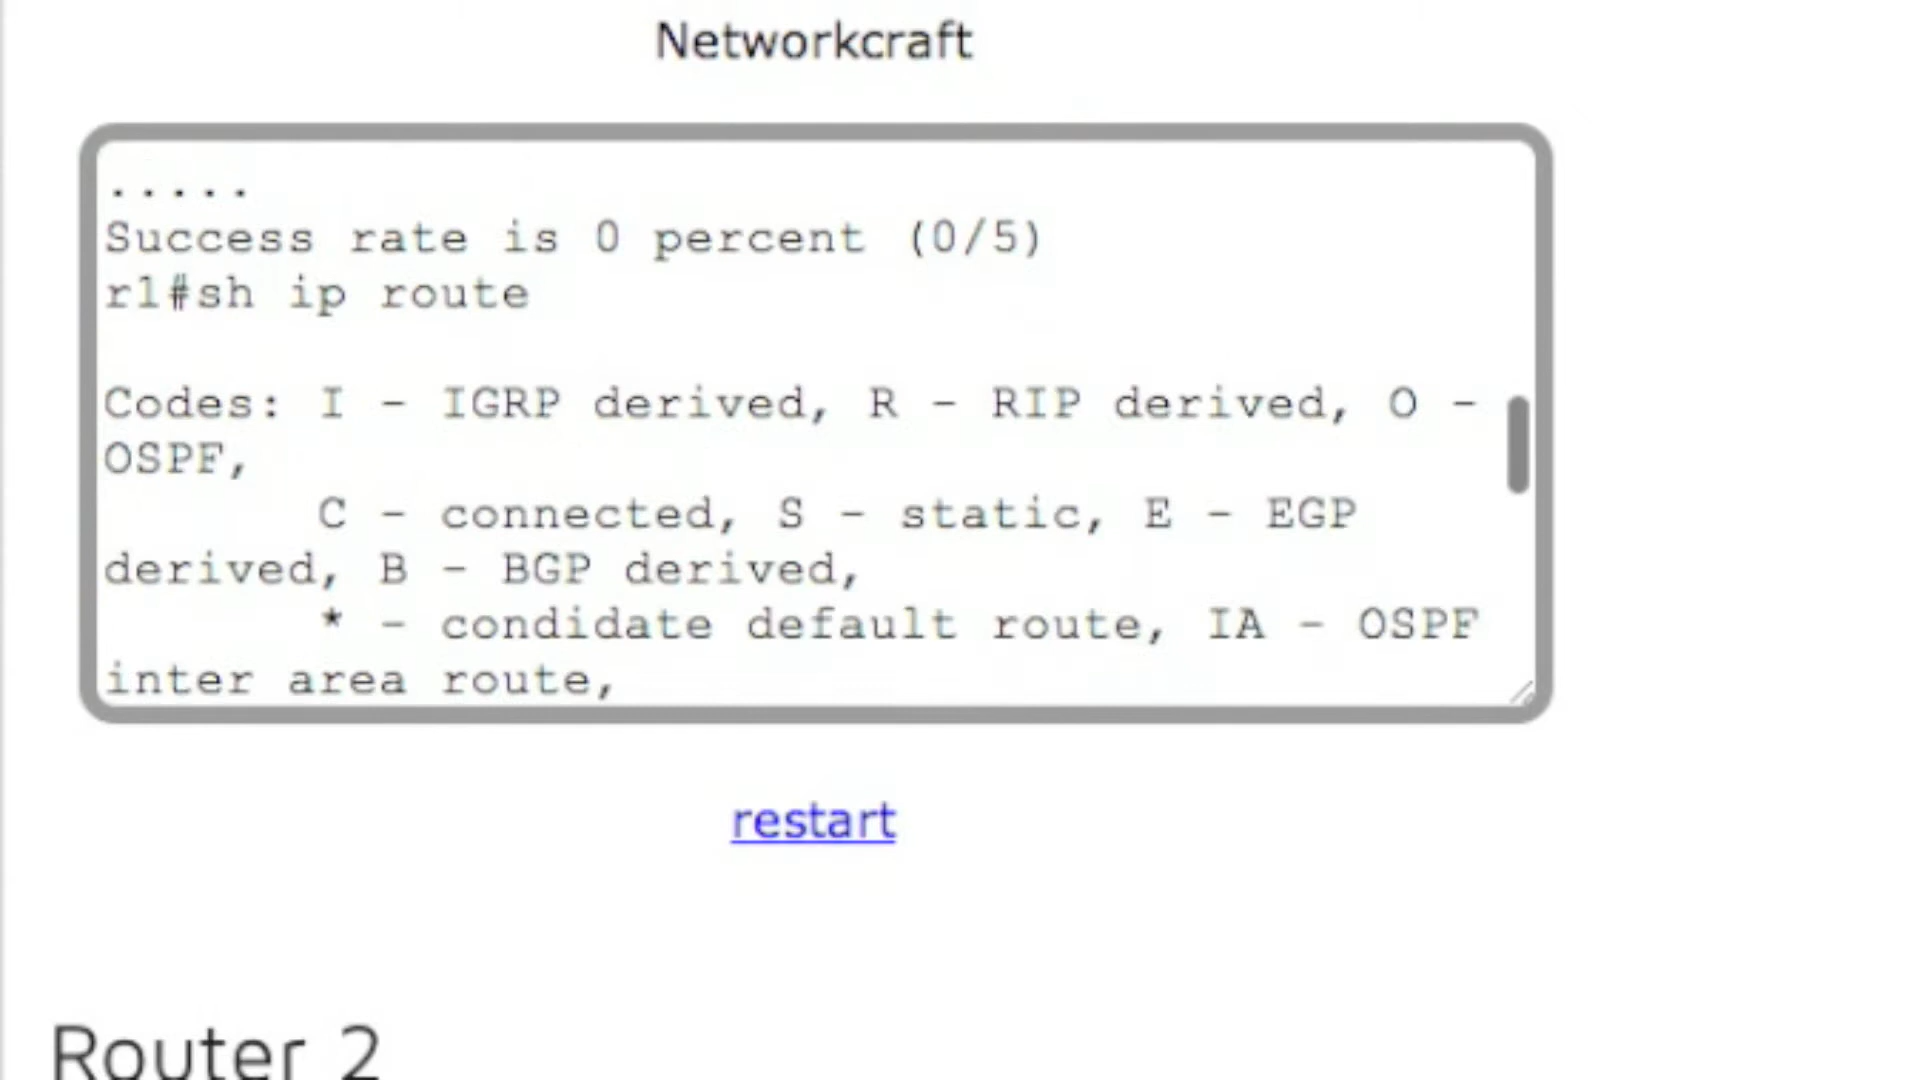 Networkcraft
.....
Success rate is 0 percent (0/5)
r1#sh ip route
Codes: I - IGRP derived, R - RIP derived, O -
OSPF,
C - connected, S - static, E - EGP
derived, B - BGP derived,
* - condidate default route, IA - OSPF
inter area route,
restart
Router 2